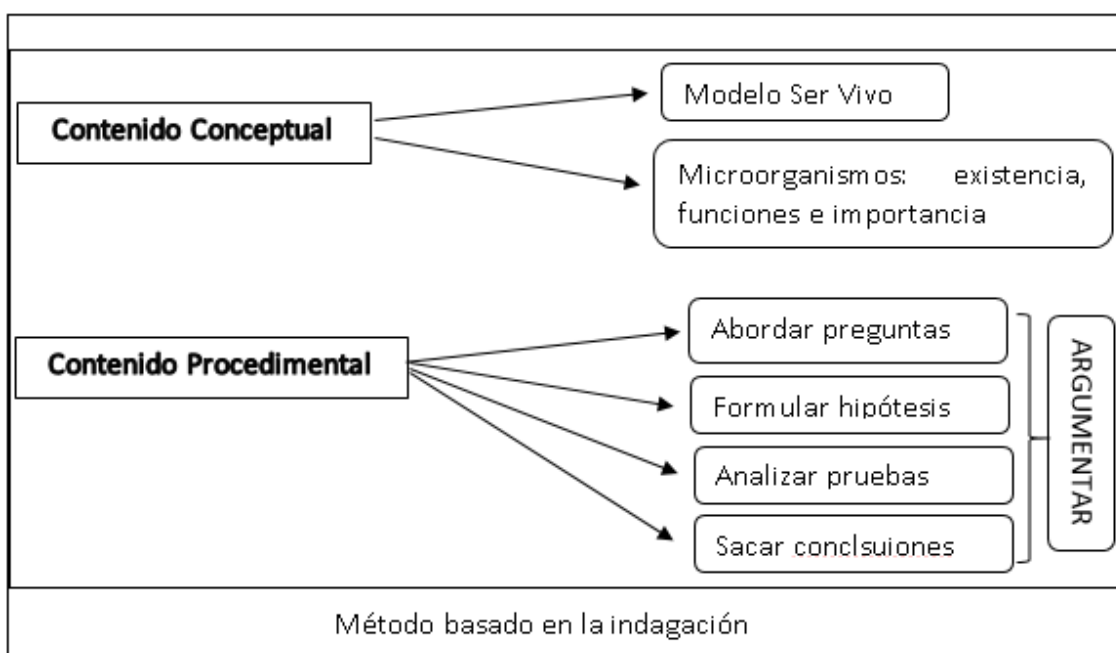 Contenido Conceptual
Modelo Ser Vivo
Microorganismos: existencia,
funciones e importancia
Contenido Procedimental
Abordar preguntas
Formular hipótesis
Analizar pruebas
Sacar conclsuiones
ARGUMENTAR
Método basado en la indagación